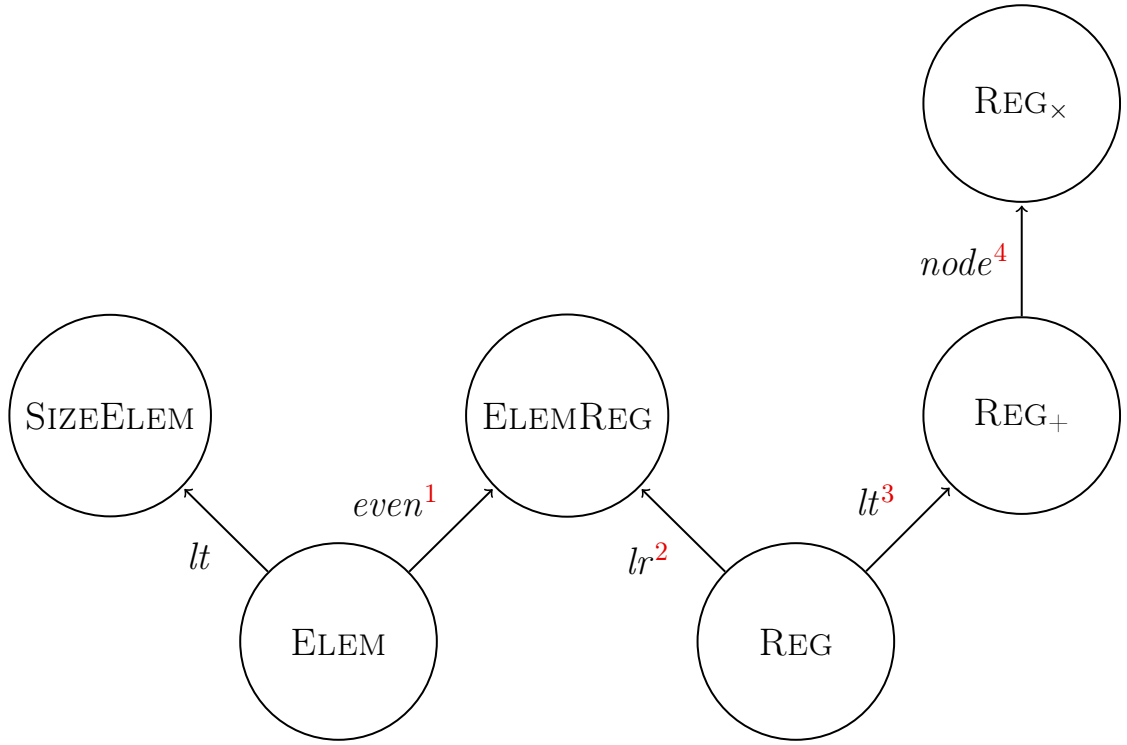 REG×
node4
SIZEELEM
ELEMREG
REG+
even1
lt3
lt
lr2
ELEM
REG